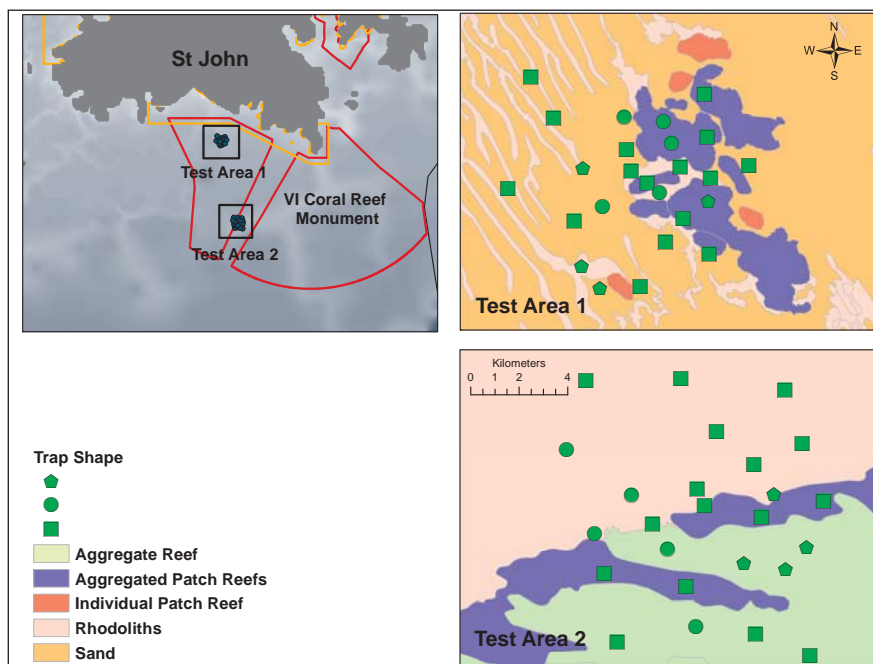 St John
Test Area 1
VI Coral Reef
Monument
Test Area 2
N
W E
S
Test Area 1
Kilometers
0 1 2 4
Test Area 2
Trap Shape
Aggregate Reef
Aggregated Patch Reefs
Individual Patch Reef
Rhodoliths
Sand